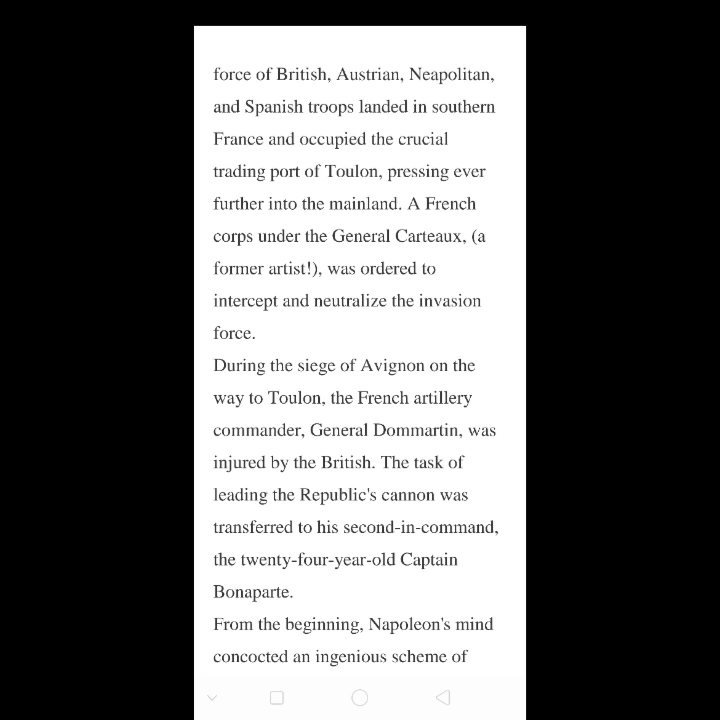 force of British, Austrian, Neapolitan,
and Spanish troops landed in southern
France and occupied the crucial
trading port of Toulon, pressing ever
further into the mainland. A French
corps under the General Carteaux, (a
former artist!), was ordered to
intercept and neutralize the invasion
force.
During the siege of Avignon on the
way to Toulon, the French artillery
commander, General Dommartin, was
injured by the British. The task of
leading the Republic's cannon was
transferred to his second-in-command,
the twenty-four-year-old Captain
Bonaparte.
From the beginning, Napoleon's mind
concocted an ingenious scheme of